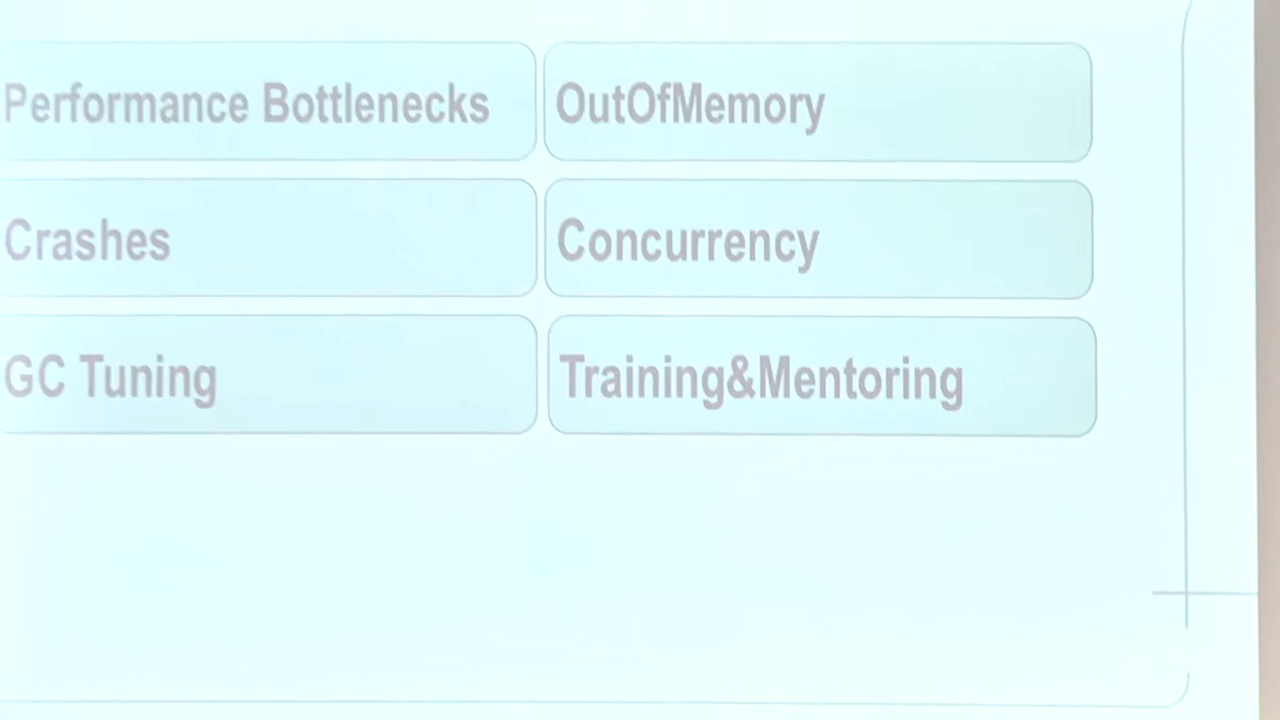 Performance Bottlenecks
OutOfMemory
Crashes
Concurrency
GC Tuning
Training&Mentoring